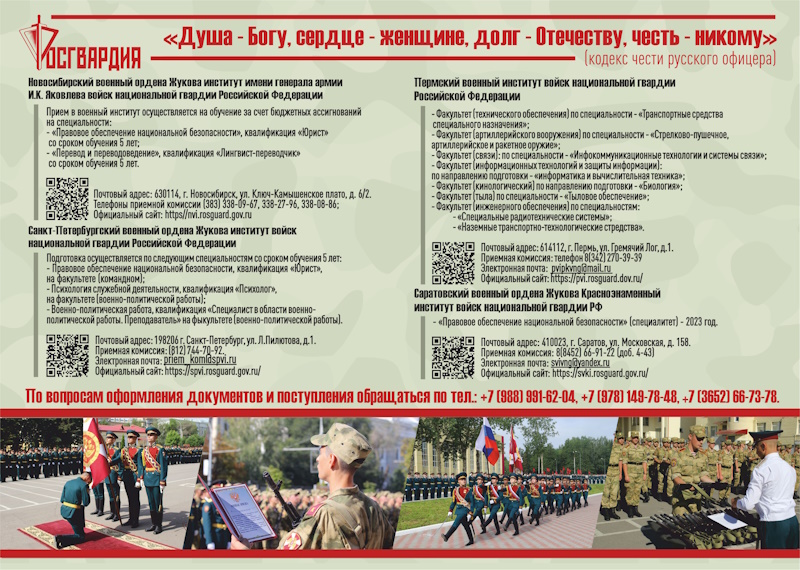 РОСГВАРДИЯ
«Душа - Богу, сердце - женщине, долг - Отечеству, честь - никому»
(кодекс чести русского офицера)
Новосибирский военный ордена Жукова институт имени генерала армии
И.К. Яковлева войск национальной гвардии Российской Федерации
Прием в военный институт осуществляется на обучение за счет бюджетных ассигнований
на специальности:
- «Правовое обеспечение национальной безопасности», квалификация «Юрист»
со сроком обучения 5 лет;
- «Перевод и переводоведение», квалификация «Лингвист-переводчик»
со сроком обучения 5 лет.
Почтовый адрес: 630114, г. Новосибирск, ул. Ключ-Камышенское плато, д. 6/2.
Телефоны приемной комиссии (383) 338-09-67, 338-27-96, 338-08-86;
Официальный сайт: https//nvi.rosguard.gov.ru
Санкт-Петербургский военный ордена Жукова институт войск
национальной гвардии Российской Федерации
Подготовка осуществляется по следующим специальностям со сроком обучения 5 лет:
- Правовое обеспечение национальной безопасности, квалификация «Юрист»,
на факультете (командном);
- Психология служебной деятельности, квалификация «Психолог»,
на факультете (военно-политической работы);
- Военно-политическая работа, квалификация «Специалист в области военно-
политической работы. Преподаватель» на факультете (военно-политической работы).
Почтовый адрес: 198206 г. Санкт-Петербург, ул. Л.Пилютова, д.1.
Приемная комиссия: (812) 744-70-92.
Электронная почта: priem_kom@spvi.ru
Официальный сайт: https://spvi.rosguard.gov.ru/
Пермский военный институт войск национальной гвардии
Российской Федерации
- Факультет (технического обеспечения) по специальности - «Транспортные средства
специального назначения»;
- Факультет (артиллерийского вооружения) по специальности - «Стрелково-пушечное,
артиллерийское и ракетное оружие»;
- Факультет (связи): по специальности - «Инфокоммуникационные технологии и системы связи»;
- Факультет (информационных технологий и защиты информации):
по направлению подготовки - «информатика и вычислительная техника»;
- Факультет (кинологический) по направлению подготовки - «Биология»;
- Факультет (тыла) по специальности - «Тыловое обеспечение»;
- Факультет (инженерного обеспечения) по специальностям:
- «Специальные радиотехнические системы»;
- «Наземные транспортно-технологические стредства».
Почтовый адрес: 614112, г. Пермь, ул. Гремячий Лог, д.1.
Приемная комиссия: телефон 8(342) 270-39-39
Электронная почта: pvipkvng@mail.ru
Официальный сайт: https://pvi.rosguard.gov.ru/
Саратовский военный ордена Жукова Краснознаменный
институт войск национальной гвардии РФ
- «Правовое обеспечение национальной безопасности» (специалитет) - 2023 год.
Почтовый адрес: 410023, г. Саратов, ул. Московская, д. 158.
Приемная комиссия: 8(8452) 66-91-22 (доб. 4-43)
Электронная почта: svivng@yandex.ru
Официальный сайт: https://svki.rosguard.gov.ru/
По вопросам оформления документов и поступления обращаться по тел.: +7 (988) 991-62-04, +7 (978) 149-78-48, +7 (3652) 66-73-78.